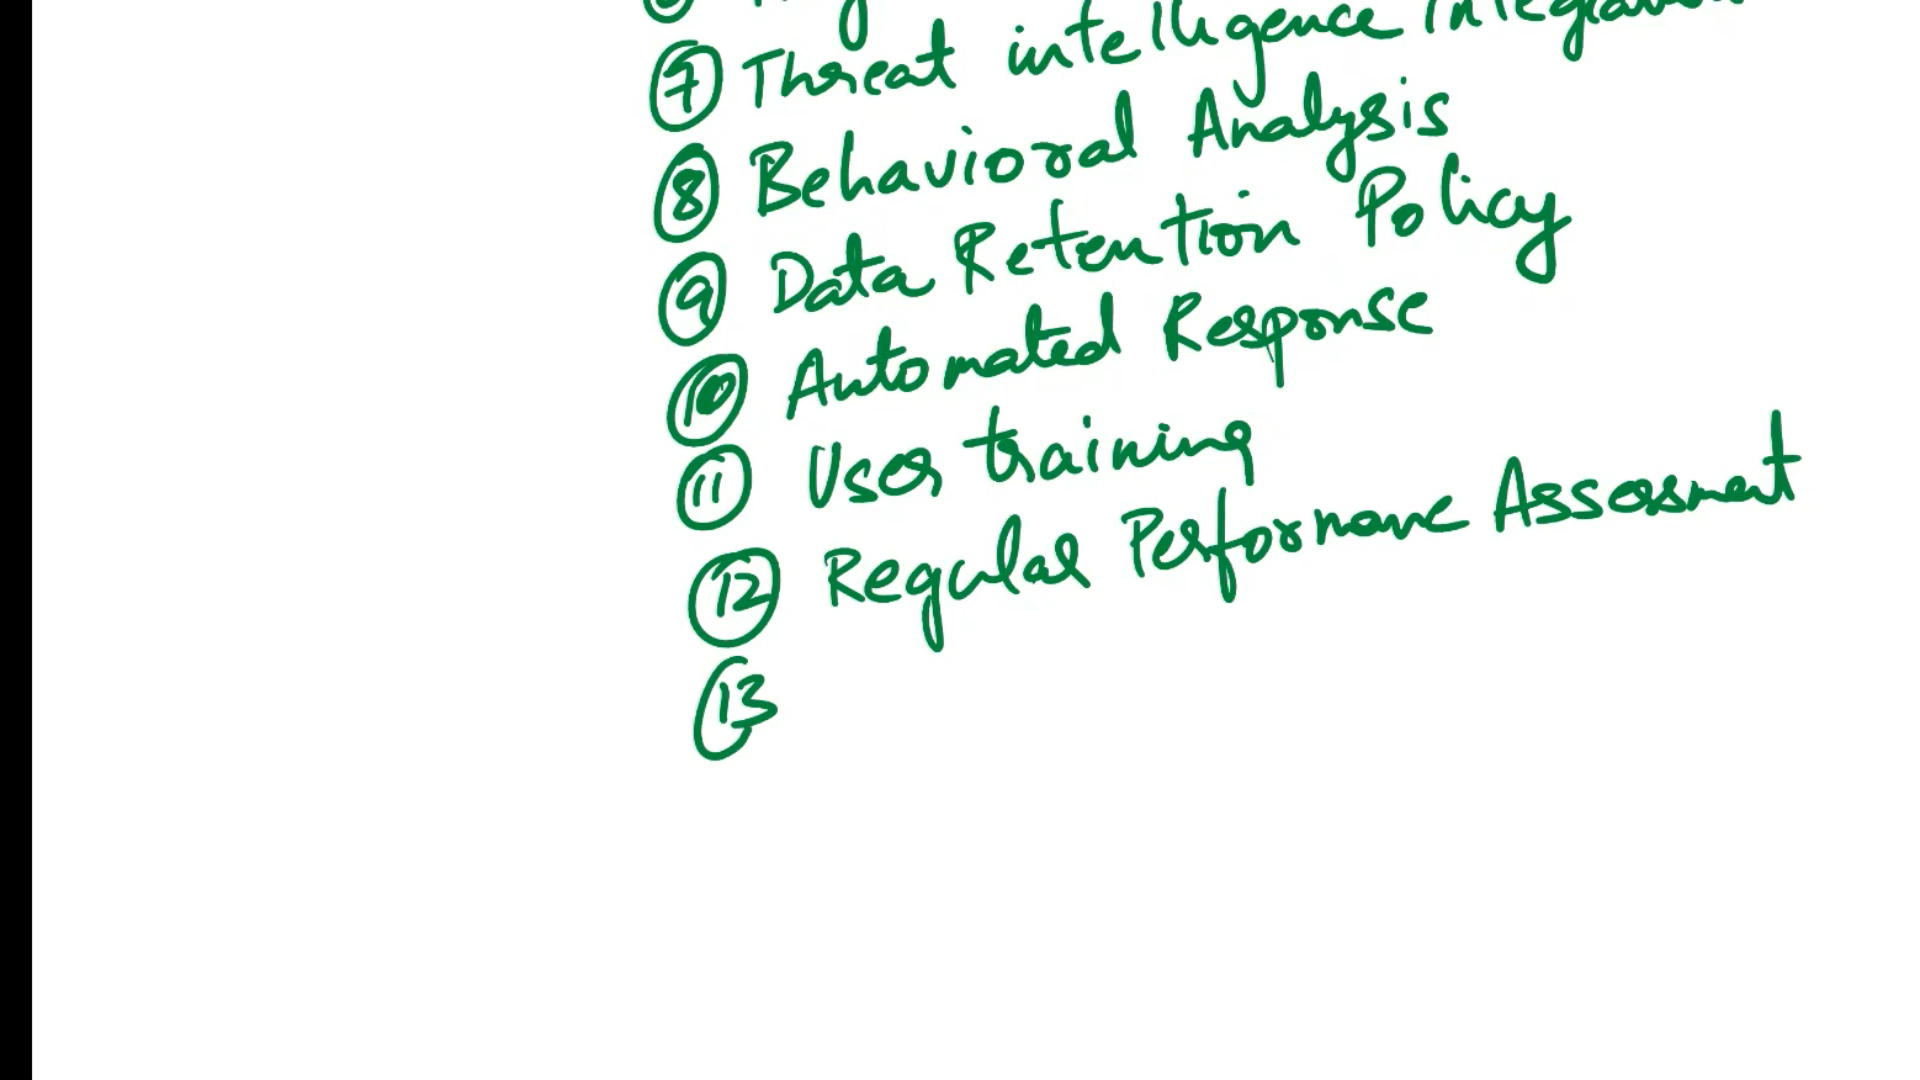 7 Threat intelligence Integration
8 Behavioral Analysis
9 Data Retention Policy
10 Automated Response
11 User training
12 Regular Performance Assessment
13